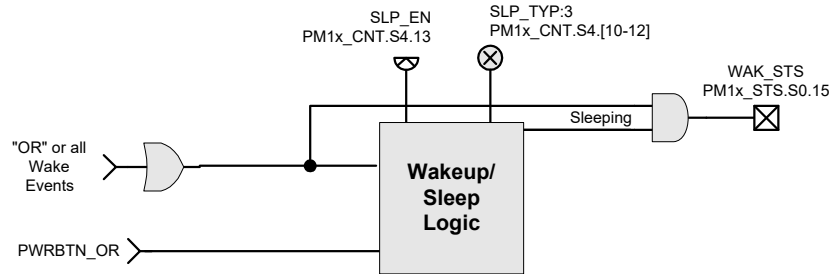 SLP_EN
PM1x_CNT.S4.13
SLP_TYP:3
PM1x_CNT.S4.[10-12]
WAK_STS
PM1x_STS.S0.15
Sleeping
"OR" or all
Wake
Events
Wakeup/
Sleep
Logic
PWRBTN_OR